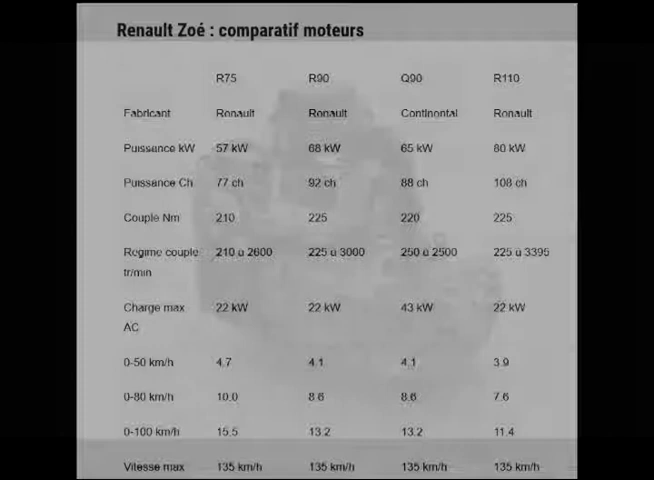 Renault Zoé : comparatif moteurs
R75 R90 Q90 R110
Fabricant Renault Renault Continental Renault
Puissance kW 57 kW 68 kW 65 kW 80 kW
Puissance Ch 77 ch 92 ch 88 ch 108 ch
Couple Nm 210 225 220 225
Regime couple 210 à 2600 225 à 3000 250 à 2500 225 à 3395
tr/min
Charge max 22 kW 22 kW 43 kW 22 kW
AC
0-50 km/h 4.7 4.1 4.1 3.9
0-80 km/h 10.0 8.6 8.6 7.6
0-100 km/h 15.5 13.2 13.2 11.4
Vitesse max 135 km/h 135 km/h 135 km/h 135 km/h